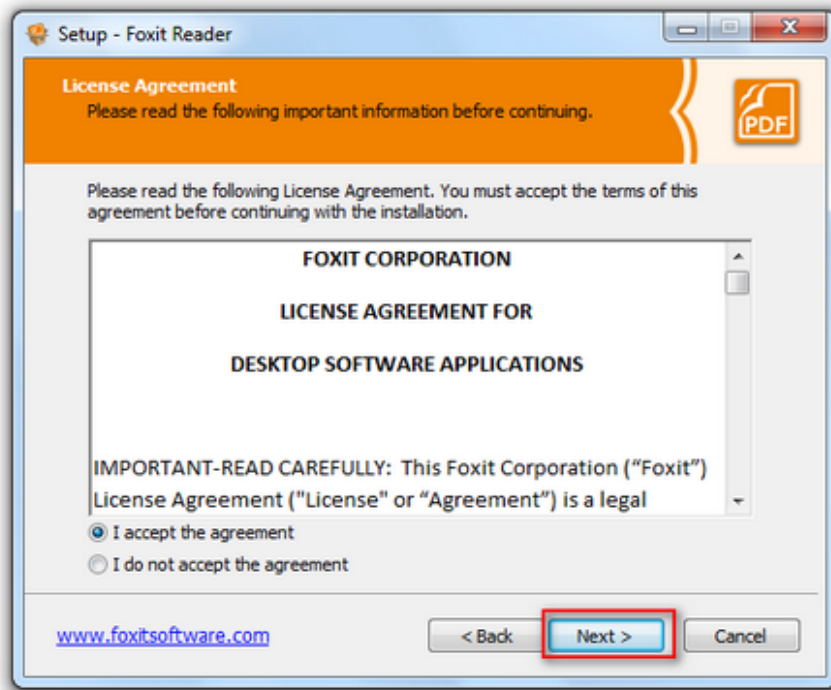 Setup - Foxit Reader
License Agreement
Please read the following important information before continuing.
PDF
Please read the following License Agreement. You must accept the terms of this
agreement before continuing with the installation.
FOXIT CORPORATION
LICENSE AGREEMENT FOR
DESKTOP SOFTWARE APPLICATIONS
IMPORTANT-READ CAREFULLY:  This Foxit Corporation (“Foxit”)
License Agreement ("License" or “Agreement”) is a legal
I accept the agreement
I do not accept the agreement
www.foxitsoftware.com
< Back
Next >
Cancel